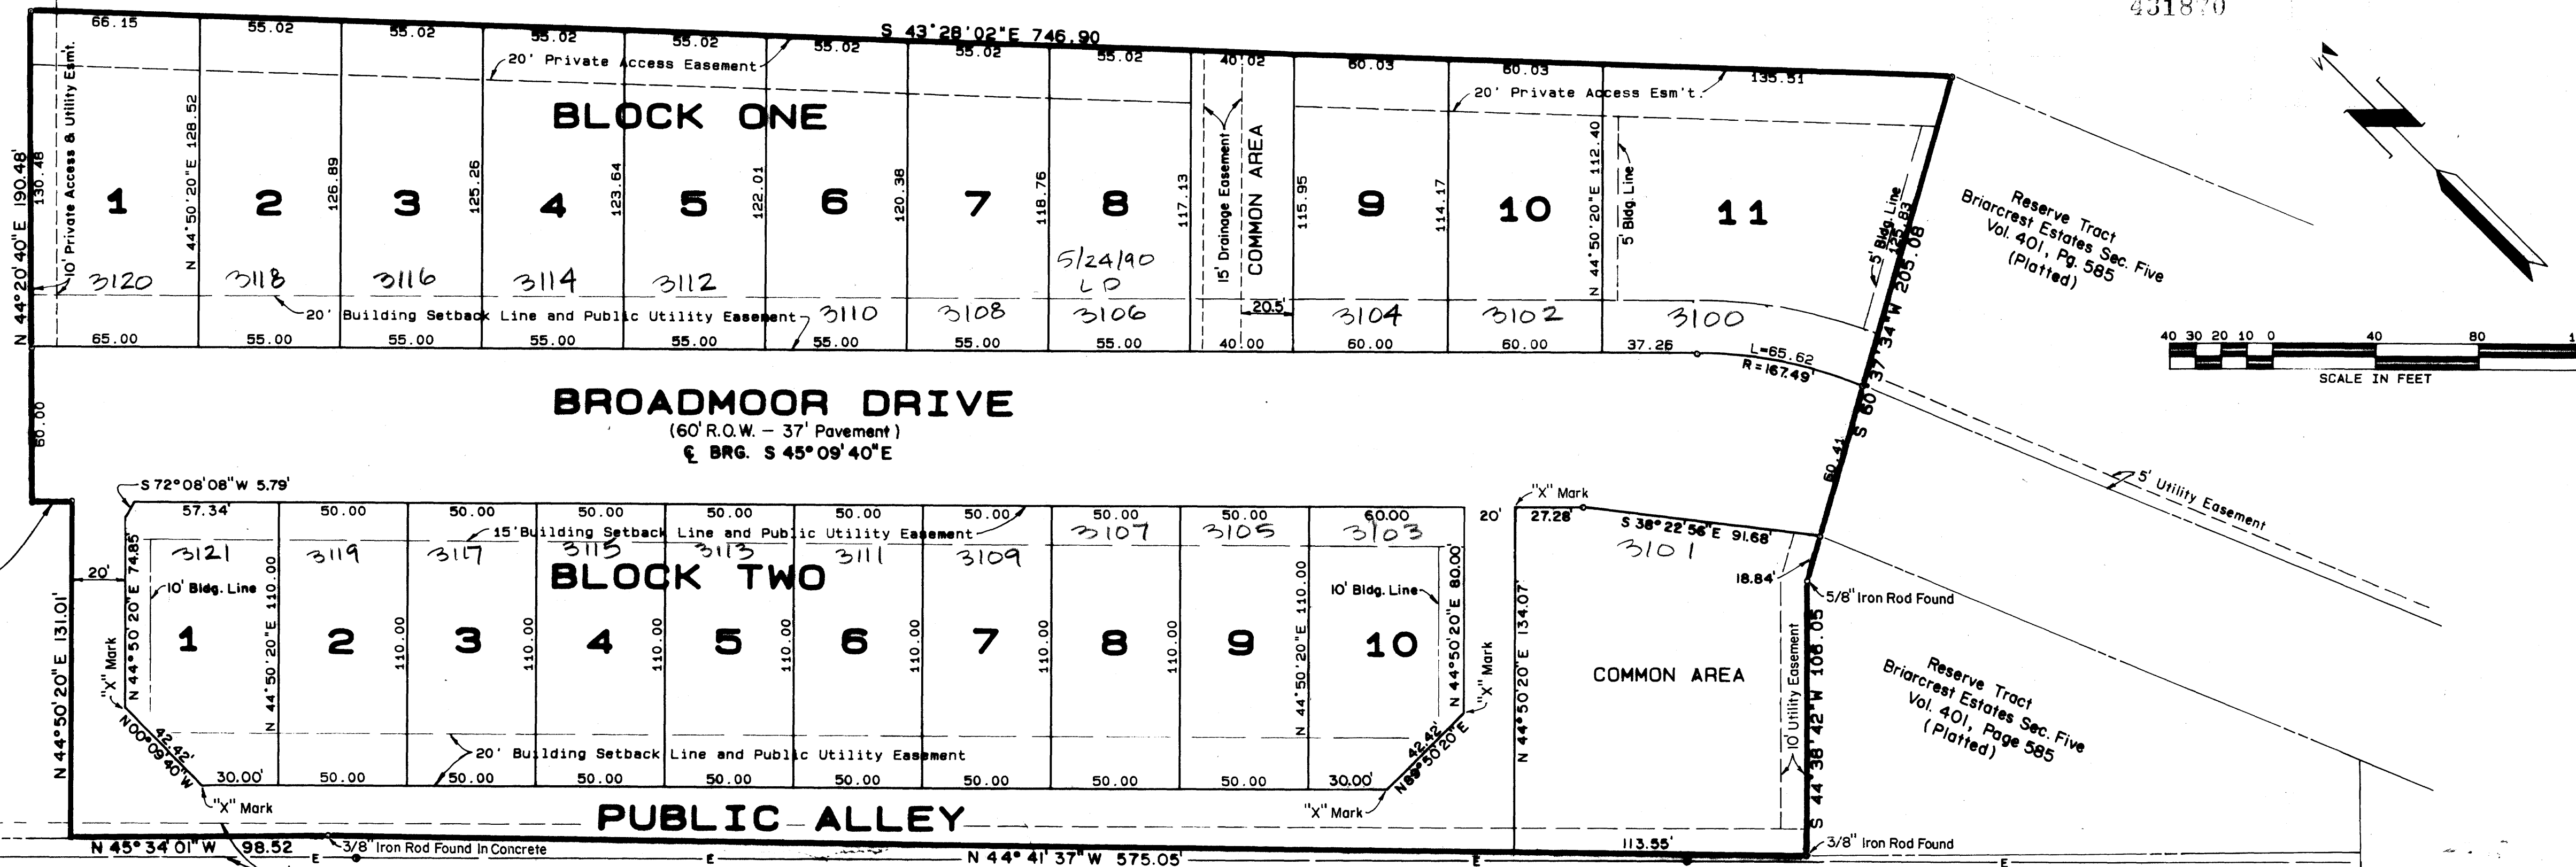 431870
66.15
55.02
55.02
55.02
55.02
55.02
55.02
55.02
S 43°28'02"E 746.90
40.02
60.03
60.03
135.51
20' Private Access Easement
20' Private Access Esm't.
BLOCK ONE
N 44°20'40"E 190.48'
130.48
10' Private Access & Utility Esm't.
N 44°50'20"E 128.52
126.89
125.26
123.64
122.01
120.38
118.76
117.13
15' Drainage Easement
COMMON AREA
115.95
114.17
N 44°50'20"E 112.40
5' Bldg. Line
5' Bldg. Line
125.83
S 60°37'34"W 205.08
1
2
3
4
5
6
7
8
9
10
11
5/24/90
LD
3120
3118
3116
3114
3112
3110
3108
3106
3104
3102
3100
20' Building Setback Line and Public Utility Easement
20.5'
65.00
55.00
55.00
55.00
55.00
55.00
55.00
55.00
40.00
60.00
60.00
37.26
L=65.62
R=167.49'
Reserve Tract
Briarcrest Estates Sec. Five
Vol. 401, Pg. 585
(Platted)
40 30 20 10 0 40 80
SCALE IN FEET
60.00
BROADMOOR DRIVE
(60' R.O.W. – 37' Pavement)
℄ BRG. S 45°09'40"E
60.41
5' Utility Easement
S 72°08'08"W 5.79'
57.34'
50.00
50.00
50.00
50.00
50.00
50.00
50.00
50.00
60.00
20'
"X" Mark
27.28'
S 38°22'56"E 91.68'
15' Building Setback Line and Public Utility Easement
3121
3119
3117
3115
3113
3111
3109
3107
3105
3103
3101
BLOCK TWO
20'
N 44°50'20"E 74.85'
10' Bldg. Line
N 44°50'20"E 110.00
110.00
110.00
110.00
110.00
110.00
110.00
110.00
N 44°50'20"E 110.00
10' Bldg. Line
N 44°50'20"E 80.00'
"X" Mark
N 44°50'20"E 134.07'
18.84'
5/8" Iron Rod Found
1
2
3
4
5
6
7
8
9
10
COMMON AREA
10' Utility Easement
S 44°38'42"W 106.05
Reserve Tract
Briarcrest Estates Sec. Five
Vol. 401, Page 585
(Platted)
N 44°50'20"E 131.01'
"X" Mark
42.42'
N00°09'40"W
20' Building Setback Line and Public Utility Easement
42.42'
N89°50'20"E
30.00'
50.00
50.00
50.00
50.00
50.00
50.00
50.00
50.00
30.00'
"X" Mark
"X" Mark
PUBLIC ALLEY
N 45°34'01"W 98.52
3/8" Iron Rod Found In Concrete
E
E
N 44°41'37"W 575.05'
E
113.55'
3/8" Iron Rod Found
E